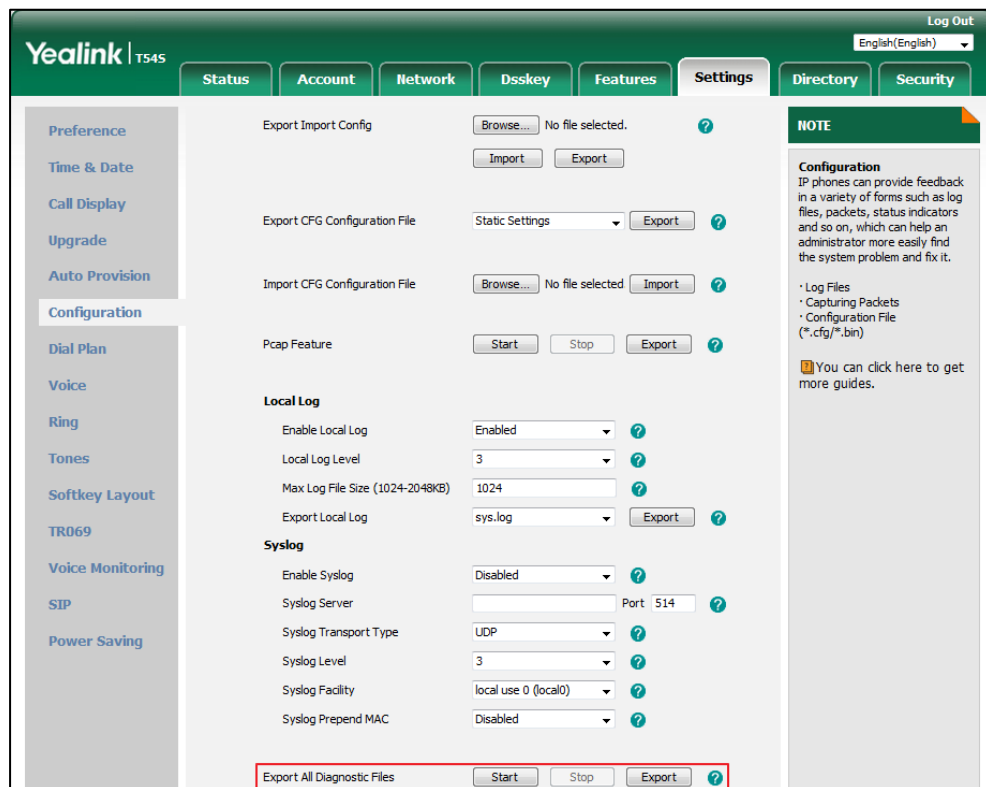 Log Out
Yealink | T54S
English(English)
Status Account Network Dsskey Features Settings Directory Security
Preference
Time & Date
Call Display
Upgrade
Auto Provision
Configuration
Dial Plan
Voice
Ring
Tones
Softkey Layout
TR069
Voice Monitoring
SIP
Power Saving
Export Import Config Browse... No file selected. ?
Import Export
Export CFG Configuration File Static Settings Export ?
Import CFG Configuration File Browse... No file selected Import ?
Pcap Feature Start Stop Export ?
Local Log
Enable Local Log Enabled ?
Local Log Level 3 ?
Max Log File Size (1024-2048KB) 1024 ?
Export Local Log sys.log Export ?
Syslog
Enable Syslog Disabled ?
Syslog Server Port 514 ?
Syslog Transport Type UDP ?
Syslog Level 3 ?
Syslog Facility local use 0 (local0) ?
Syslog Prepend MAC Disabled ?
Export All Diagnostic Files Start Stop Export ?
NOTE
Configuration
IP phones can provide feedback
in a variety of forms such as log
files, packets, status indicators
and so on, which can help an
administrator more easily find
the system problem and fix it.
· Log Files
· Capturing Packets
· Configuration File
(*.cfg/*.bin)
? You can click here to get
more guides.